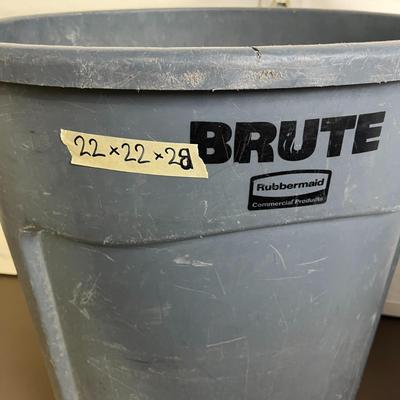 22 x 22 x 28
BRUTE
Rubbermaid
Commercial Products